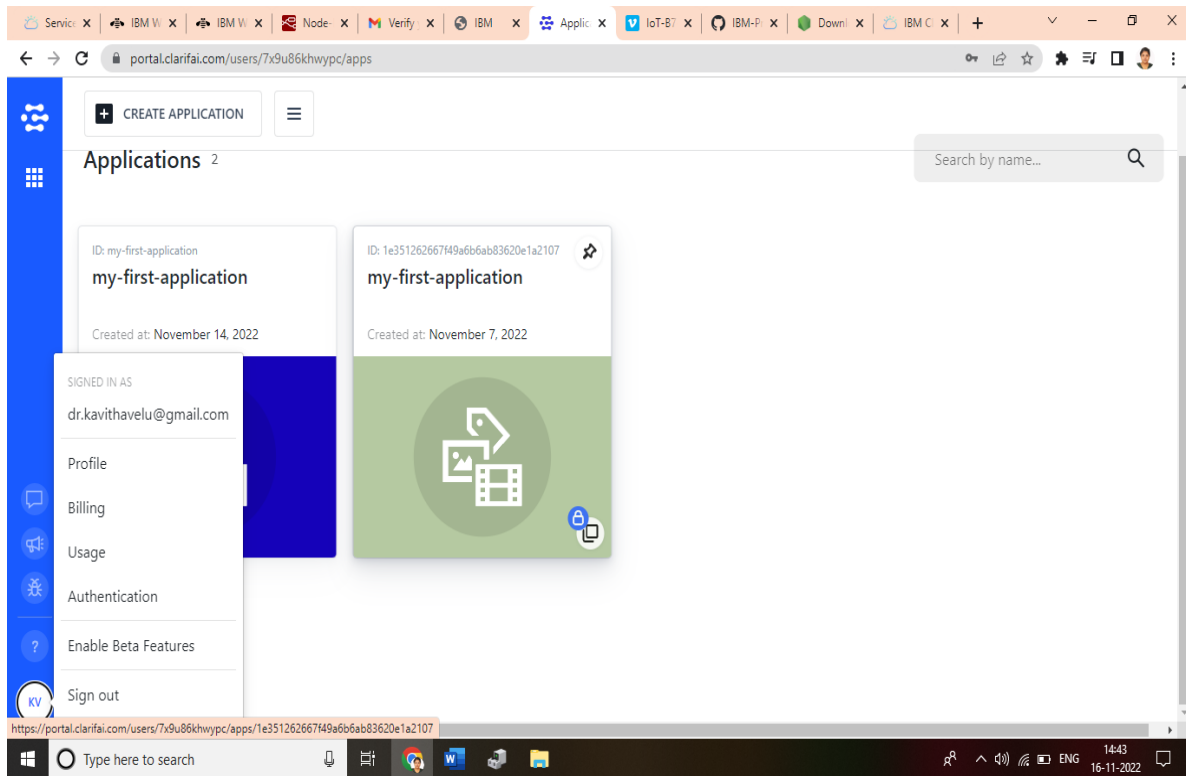 Service
IBM W
IBM W
Node-
Verify
IBM
Applic
IoT-B7
IBM-P
Downl
IBM C
portal.clarifai.com/users/7x9u86khwypc/apps
CREATE APPLICATION
Applications 2
Search by name...
ID: my-first-application
my-first-application
Created at: November 14, 2022
ID: 1e351262667f49a6b6ab83620e1a2107
my-first-application
Created at: November 7, 2022
SIGNED IN AS
dr.kavithavelu@gmail.com
Profile
Billing
Usage
Authentication
Enable Beta Features
Sign out
?
KV
https://portal.clarifai.com/users/7x9u86khwypc/apps/1e351262667f49a6b6ab83620e1a2107
Type here to search
ENG
14:43
16-11-2022